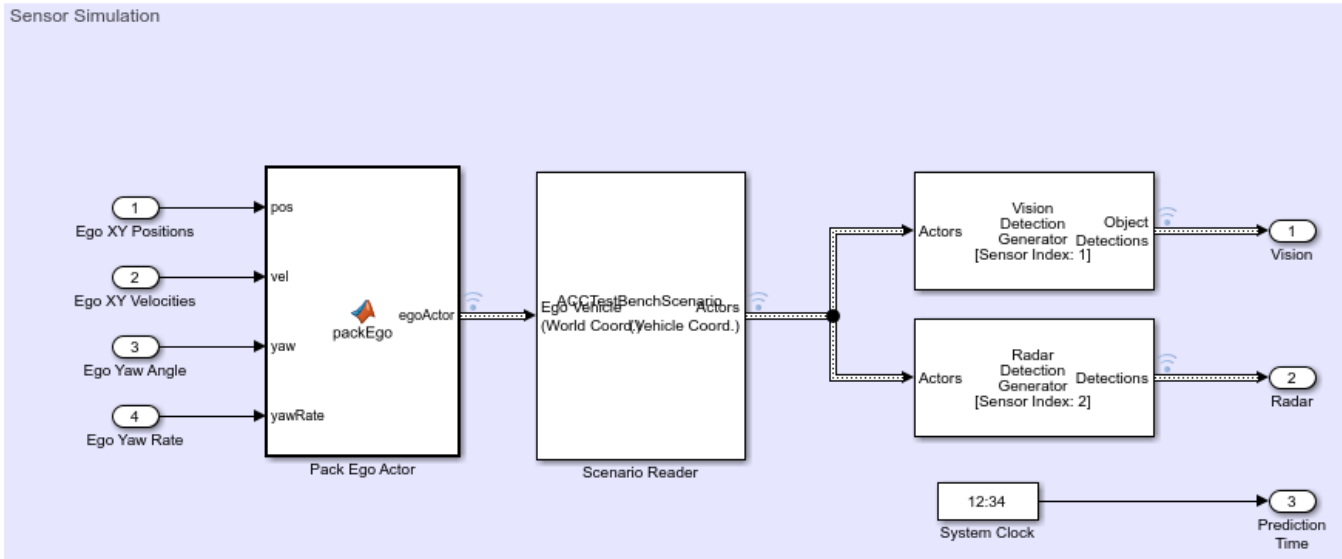 Sensor Simulation
1
Ego XY Positions
2
Ego XY Velocities
3
Ego Yaw Angle
4
Ego Yaw Rate
pos
vel
yaw
yawRate
packEgo
egoActor
Pack Ego Actor
ACCTestBenchScenario
Ego Vehicle
(World Coord.)
Actors
(Vehicle Coord.)
Scenario Reader
Actors
Vision
Detection
Generator
[Sensor Index: 1]
Object
Detections
1
Vision
Actors
Radar
Detection
Generator
[Sensor Index: 2]
Detections
2
Radar
12:34
System Clock
3
Prediction
Time